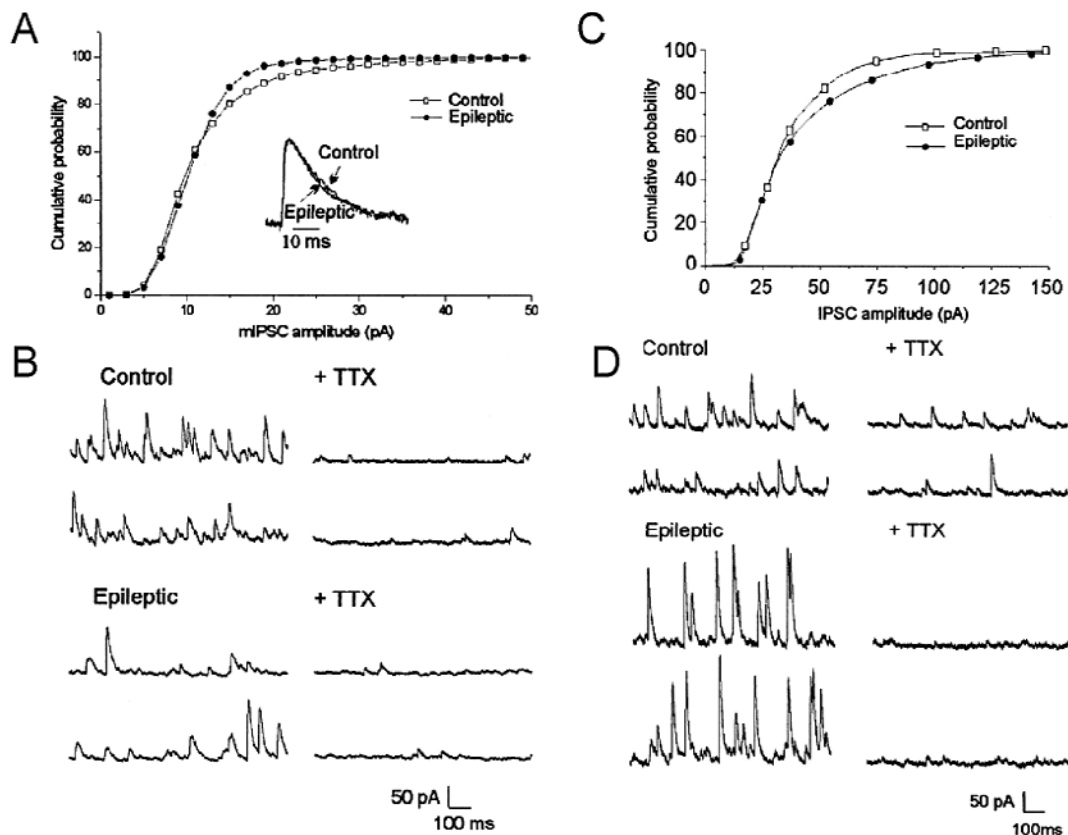 A
Cumulative probability
100
80
60
40
20
0
0 10 20 30 40 50
mIPSC amplitude (pA)
Control
Epileptic
Control
Epileptic
10 ms
B
Control + TTX
Epileptic + TTX
50 pA
100 ms
C
Cumulative probability
100
80
60
40
20
0
0 25 50 75 100 125 150
IPSC amplitude (pA)
Control
Epileptic
D
Control + TTX
Epileptic + TTX
50 pA
100ms